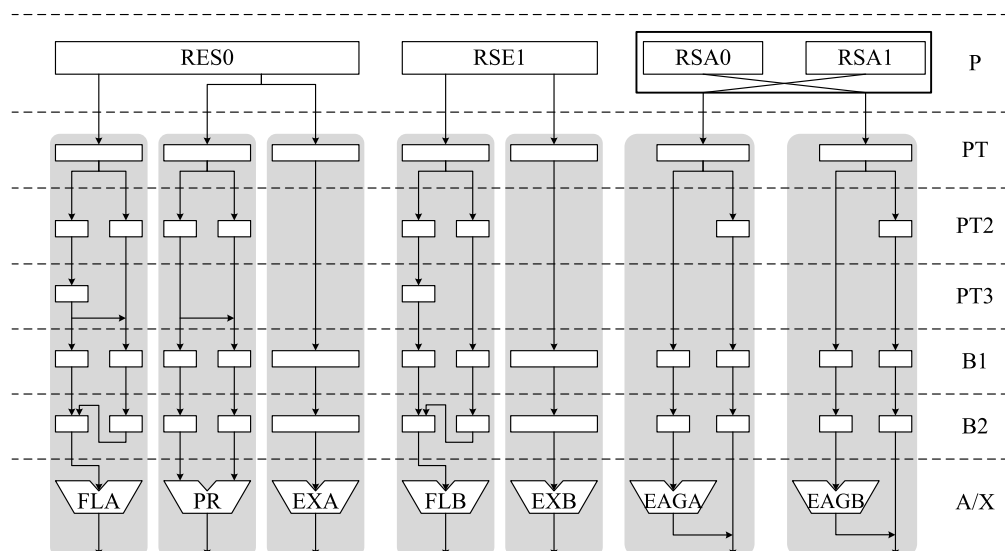 RES0 RSE1 RSA0 RSA1 P
PT
PT2
PT3
B1
B2
FLA PR EXA FLB EXB EAGA EAGB A/X